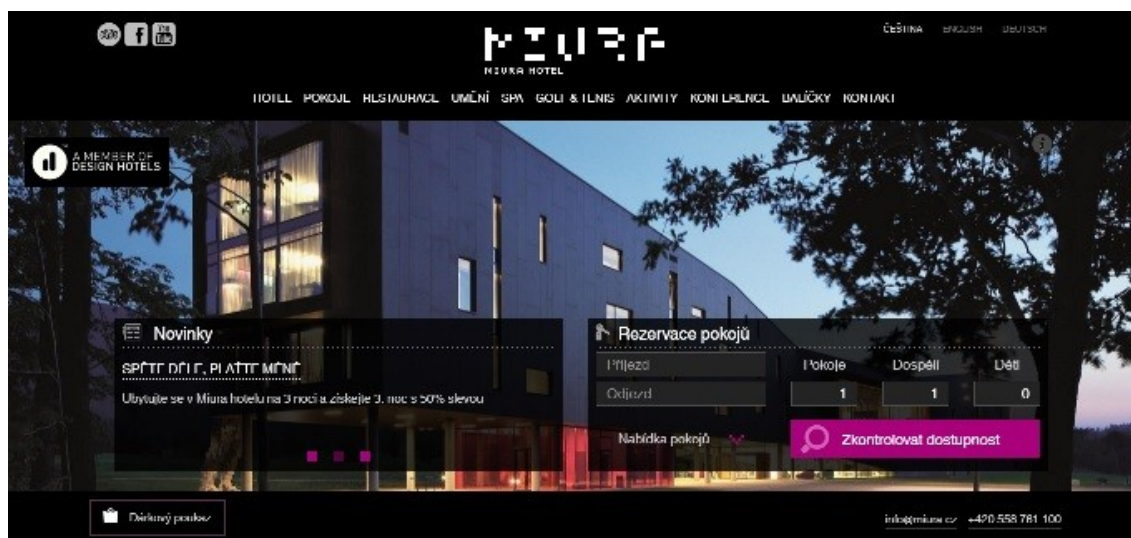 ČEŠTINA ENGLISH DEUTSCH
MIURA
MIURA HOTEL
HOTEL POKOJE RESTAURACE UMĚNÍ SPA GOLF & TENIS AKTIVITY KONFERENCE BALÍČKY KONTAKT
A MEMBER OF
DESIGN HOTELS
Novinky
SPĚTE DÉLE, PLAŤTE MÉNĚ
Ubytujte se v Miura hotelu na 3 noci a získejte 3. noc s 50% slevou
Rezervace pokojů
Příjezd Pokoje Dospělí Děti
Odjezd 1 1 0
Nabídka pokojů Zkontrolovat dostupnost
Dárkový poukaz
info@miura.cz +420 558 761 100